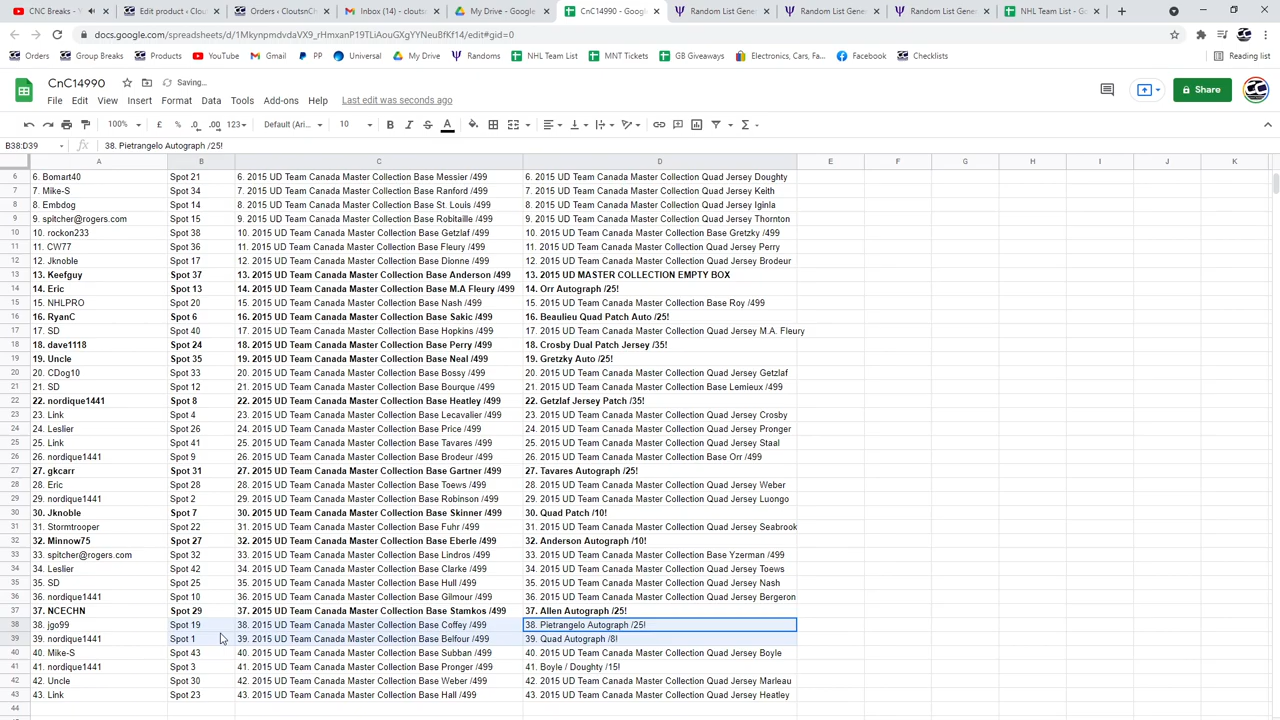 CNC Breaks - Edit product ‹ CloutsnC Orders ‹ CloutsnCh Inbox (14) - clouts My Drive - Google CnC14990 - Goog Random List Gener Random List Gener Random List Gener NHL Team List - Go
docs.google.com/spreadsheets/d/1MkynpmdvdaVX9_rHmxanP19TLiAouGXgYYNeuBfKf14/edit#gid=0
Orders Group Breaks Products YouTube Gmail PP Universal My Drive Randoms NHL Team List MNT Tickets GB Giveaways Electronics, Cars, Fa... Facebook Checklists Reading list
CnC14990 Saving...
File Edit View Insert Format Data Tools Add-ons Help Last edit was seconds ago Share
100% £ % .0 .00 123 Default (Ari... 10 B I S A Σ
B38:D39 fx 38. Pietrangelo Autograph /25!
A B C D E F G H I J K
6 6. Bomart40 Spot 21 6. 2015 UD Team Canada Master Collection Base Messier /499 6. 2015 UD Team Canada Master Collection Quad Jersey Doughty
7 7. Mike-S Spot 34 7. 2015 UD Team Canada Master Collection Base Ranford /499 7. 2015 UD Team Canada Master Collection Quad Jersey Keith
8 8. Embdog Spot 14 8. 2015 UD Team Canada Master Collection Base St. Louis /499 8. 2015 UD Team Canada Master Collection Quad Jersey Iginla
9 9. spitcher@rogers.com Spot 15 9. 2015 UD Team Canada Master Collection Base Robitaille /499 9. 2015 UD Team Canada Master Collection Quad Jersey Thornton
10 10. rockon233 Spot 38 10. 2015 UD Team Canada Master Collection Base Getzlaf /499 10. 2015 UD Team Canada Master Collection Base Gretzky /499
11 11. CW77 Spot 36 11. 2015 UD Team Canada Master Collection Base Fleury /499 11. 2015 UD Team Canada Master Collection Quad Jersey Perry
12 12. Jknoble Spot 17 12. 2015 UD Team Canada Master Collection Base Dionne /499 12. 2015 UD Team Canada Master Collection Quad Jersey Brodeur
13 13. Keefguy Spot 37 13. 2015 UD Team Canada Master Collection Base Anderson /499 13. 2015 UD MASTER COLLECTION EMPTY BOX
14 14. Eric Spot 13 14. 2015 UD Team Canada Master Collection Base M.A Fleury /499 14. Orr Autograph /25!
15 15. NHLPRO Spot 20 15. 2015 UD Team Canada Master Collection Base Nash /499 15. 2015 UD Team Canada Master Collection Base Roy /499
16 16. RyanC Spot 6 16. 2015 UD Team Canada Master Collection Base Sakic /499 16. Beaulieu Quad Patch Auto /25!
17 17. SD Spot 40 17. 2015 UD Team Canada Master Collection Base Hopkins /499 17. 2015 UD Team Canada Master Collection Quad Jersey M.A. Fleury
18 18. dave1118 Spot 24 18. 2015 UD Team Canada Master Collection Base Perry /499 18. Crosby Dual Patch Jersey /35!
19 19. Uncle Spot 35 19. 2015 UD Team Canada Master Collection Base Neal /499 19. Gretzky Auto /25!
20 20. CDog10 Spot 33 20. 2015 UD Team Canada Master Collection Base Bossy /499 20. 2015 UD Team Canada Master Collection Quad Jersey Getzlaf
21 21. SD Spot 12 21. 2015 UD Team Canada Master Collection Base Bourque /499 21. 2015 UD Team Canada Master Collection Base Lemieux /499
22 22. nordique1441 Spot 8 22. 2015 UD Team Canada Master Collection Base Heatley /499 22. Getzlaf Jersey Patch /35!
23 23. Link Spot 4 23. 2015 UD Team Canada Master Collection Base Lecavalier /499 23. 2015 UD Team Canada Master Collection Quad Jersey Crosby
24 24. Leslier Spot 26 24. 2015 UD Team Canada Master Collection Base Price /499 24. 2015 UD Team Canada Master Collection Quad Jersey Pronger
25 25. Link Spot 41 25. 2015 UD Team Canada Master Collection Base Tavares /499 25. 2015 UD Team Canada Master Collection Quad Jersey Staal
26 26. nordique1441 Spot 9 26. 2015 UD Team Canada Master Collection Base Brodeur /499 26. 2015 UD Team Canada Master Collection Base Orr /499
27 27. gkcarr Spot 31 27. 2015 UD Team Canada Master Collection Base Gartner /499 27. Tavares Autograph /25!
28 28. Eric Spot 28 28. 2015 UD Team Canada Master Collection Base Toews /499 28. 2015 UD Team Canada Master Collection Quad Jersey Weber
29 29. nordique1441 Spot 2 29. 2015 UD Team Canada Master Collection Base Robinson /499 29. 2015 UD Team Canada Master Collection Quad Jersey Luongo
30 30. Jknoble Spot 7 30. 2015 UD Team Canada Master Collection Base Skinner /499 30. Quad Patch /10!
31 31. Stormtrooper Spot 22 31. 2015 UD Team Canada Master Collection Base Fuhr /499 31. 2015 UD Team Canada Master Collection Quad Jersey Seabrook
32 32. Minnow75 Spot 27 32. 2015 UD Team Canada Master Collection Base Eberle /499 32. Anderson Autograph /10!
33 33. spitcher@rogers.com Spot 32 33. 2015 UD Team Canada Master Collection Base Lindros /499 33. 2015 UD Team Canada Master Collection Base Yzerman /499
34 34. Leslier Spot 42 34. 2015 UD Team Canada Master Collection Base Clarke /499 34. 2015 UD Team Canada Master Collection Quad Jersey Toews
35 35. SD Spot 25 35. 2015 UD Team Canada Master Collection Base Hull /499 35. 2015 UD Team Canada Master Collection Quad Jersey Nash
36 36. nordique1441 Spot 10 36. 2015 UD Team Canada Master Collection Base Gilmour /499 36. 2015 UD Team Canada Master Collection Quad Jersey Bergeron
37 37. NCECHN Spot 29 37. 2015 UD Team Canada Master Collection Base Stamkos /499 37. Allen Autograph /25!
38 38. jgo99 Spot 19 38. 2015 UD Team Canada Master Collection Base Coffey /499 38. Pietrangelo Autograph /25!
39 39. nordique1441 Spot 1 39. 2015 UD Team Canada Master Collection Base Belfour /499 39. Quad Autograph /8!
40 40. Mike-S Spot 43 40. 2015 UD Team Canada Master Collection Base Subban /499 40. 2015 UD Team Canada Master Collection Quad Jersey Boyle
41 41. nordique1441 Spot 3 41. 2015 UD Team Canada Master Collection Base Pronger /499 41. Boyle / Doughty /15!
42 42. Uncle Spot 30 42. 2015 UD Team Canada Master Collection Base Weber /499 42. 2015 UD Team Canada Master Collection Quad Jersey Marleau
43 43. Link Spot 23 43. 2015 UD Team Canada Master Collection Base Hall /499 43. 2015 UD Team Canada Master Collection Quad Jersey Heatley
44